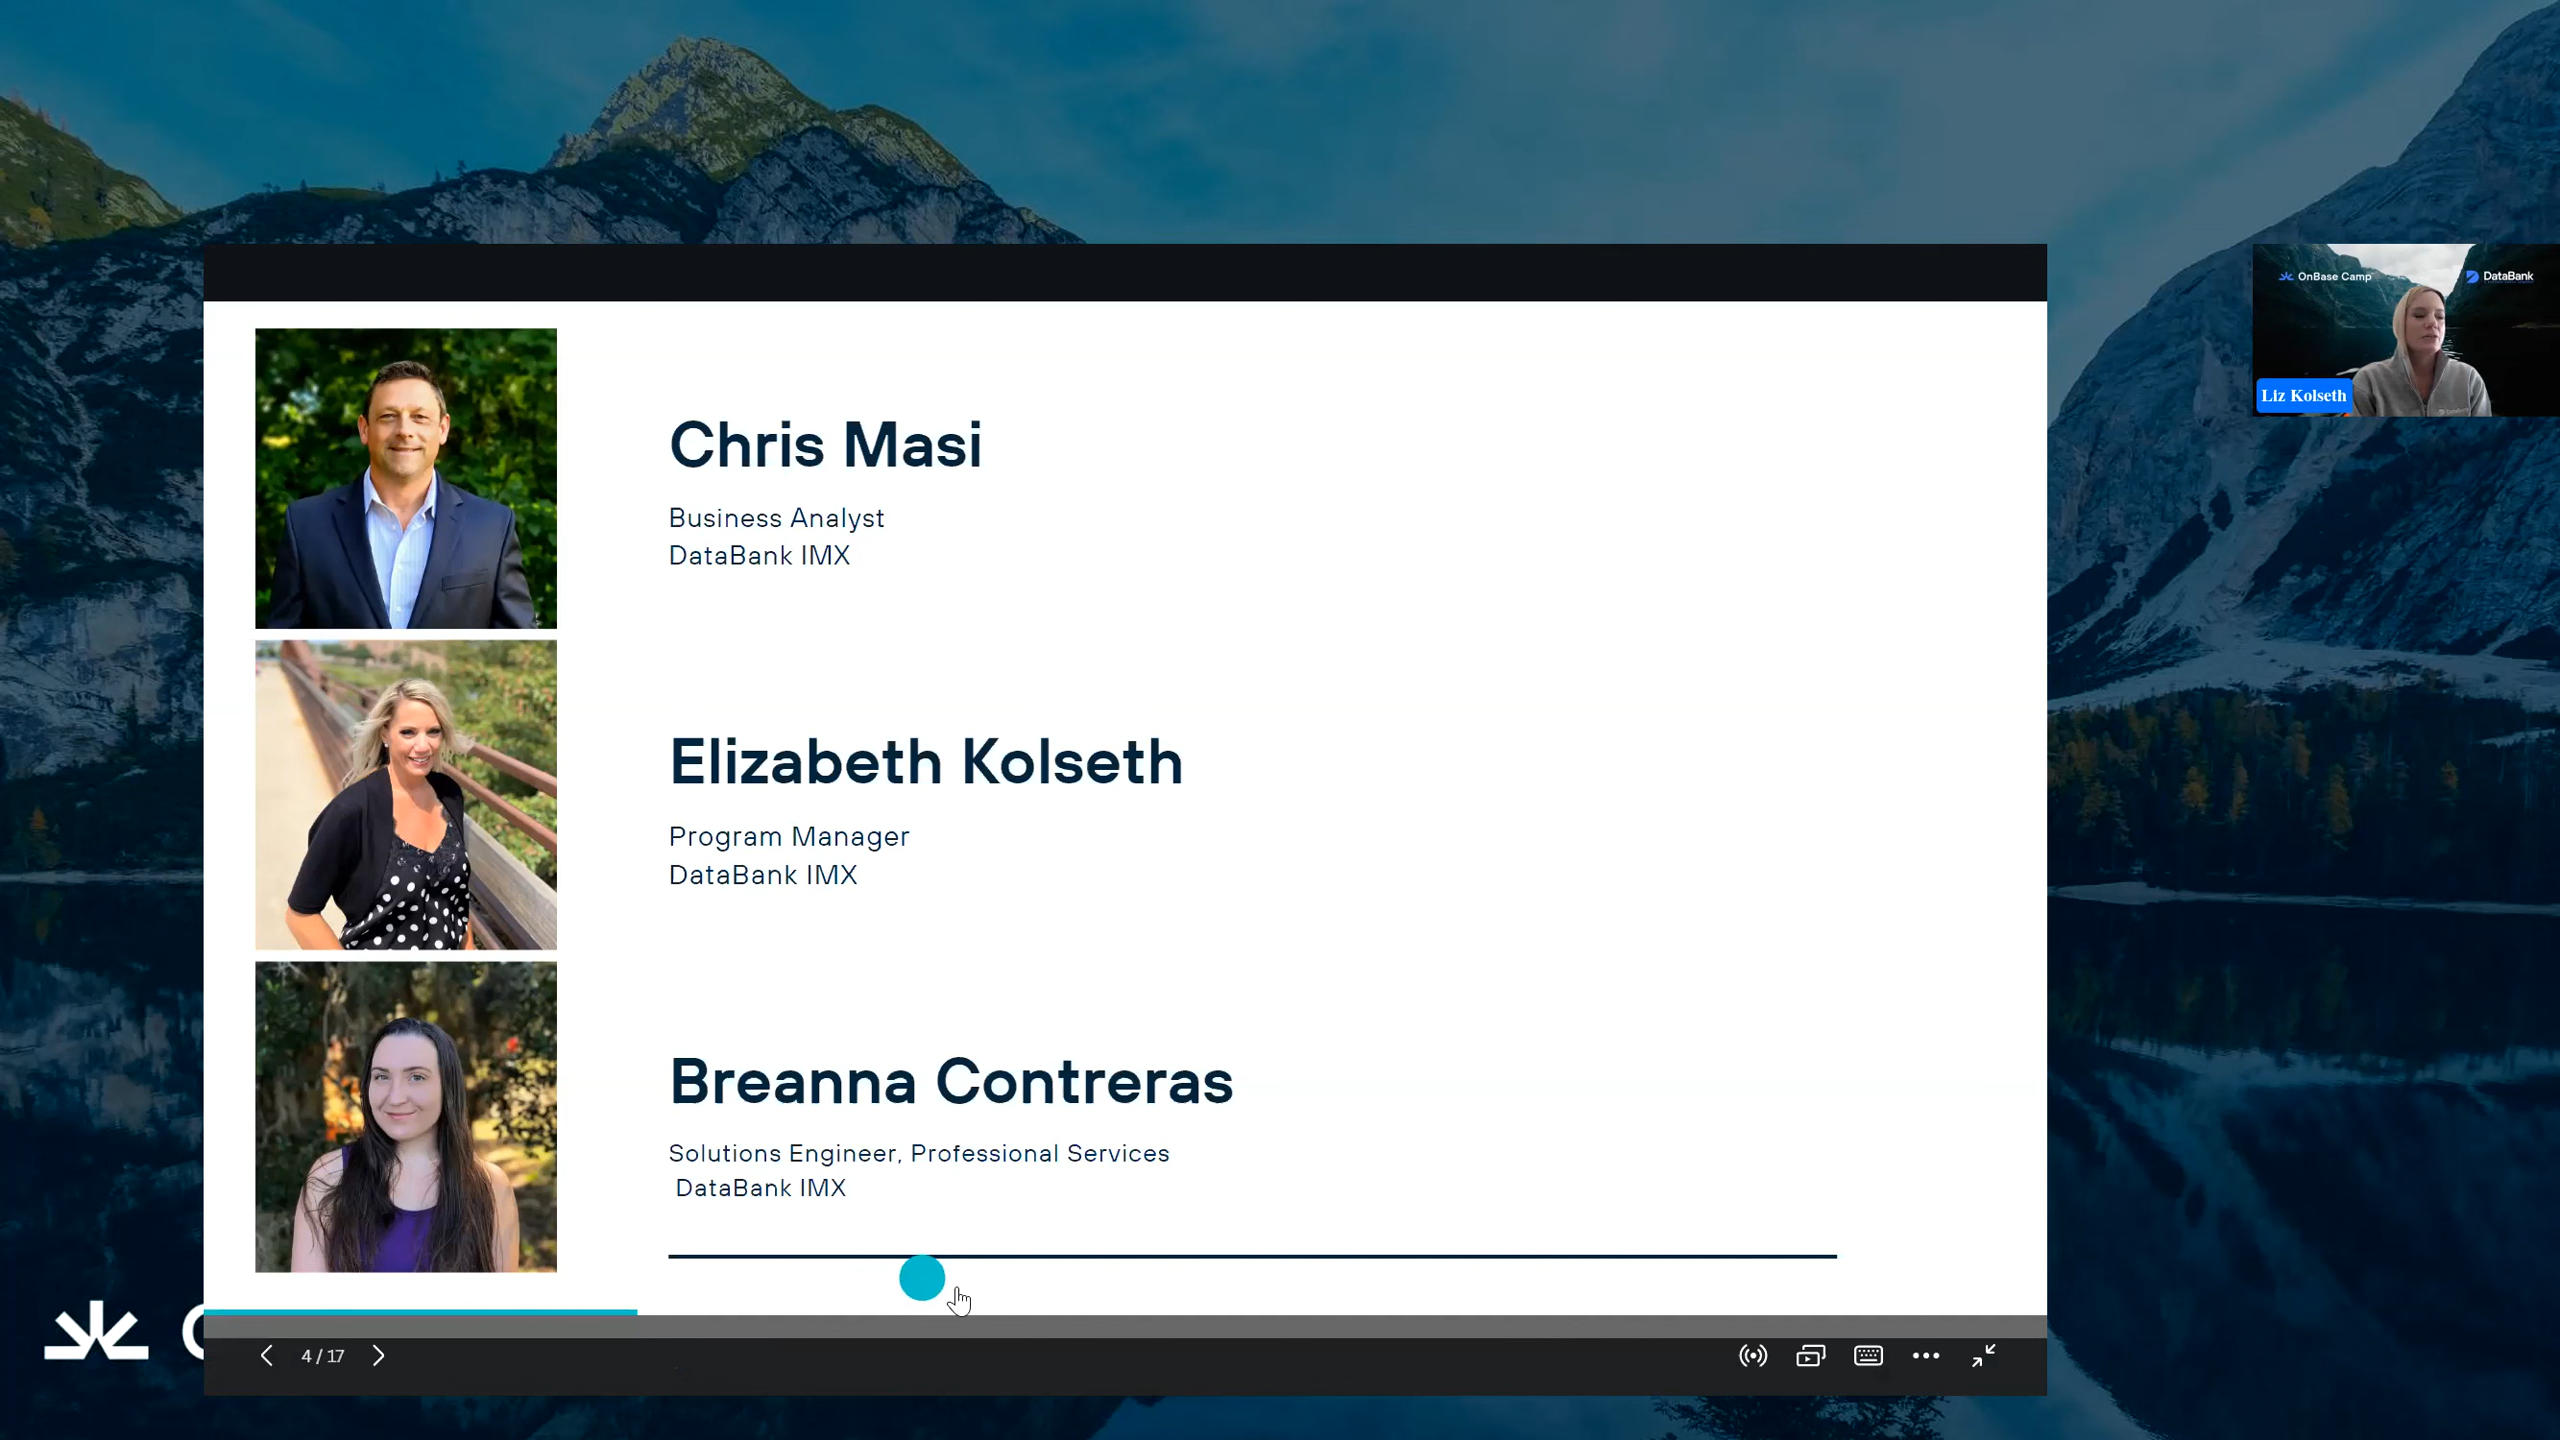 OnBase Camp
DataBank
Liz Kolseth
Chris Masi
Business Analyst
DataBank IMX
Elizabeth Kolseth
Program Manager
DataBank IMX
Breanna Contreras
Solutions Engineer, Professional Services
DataBank IMX
4 / 17